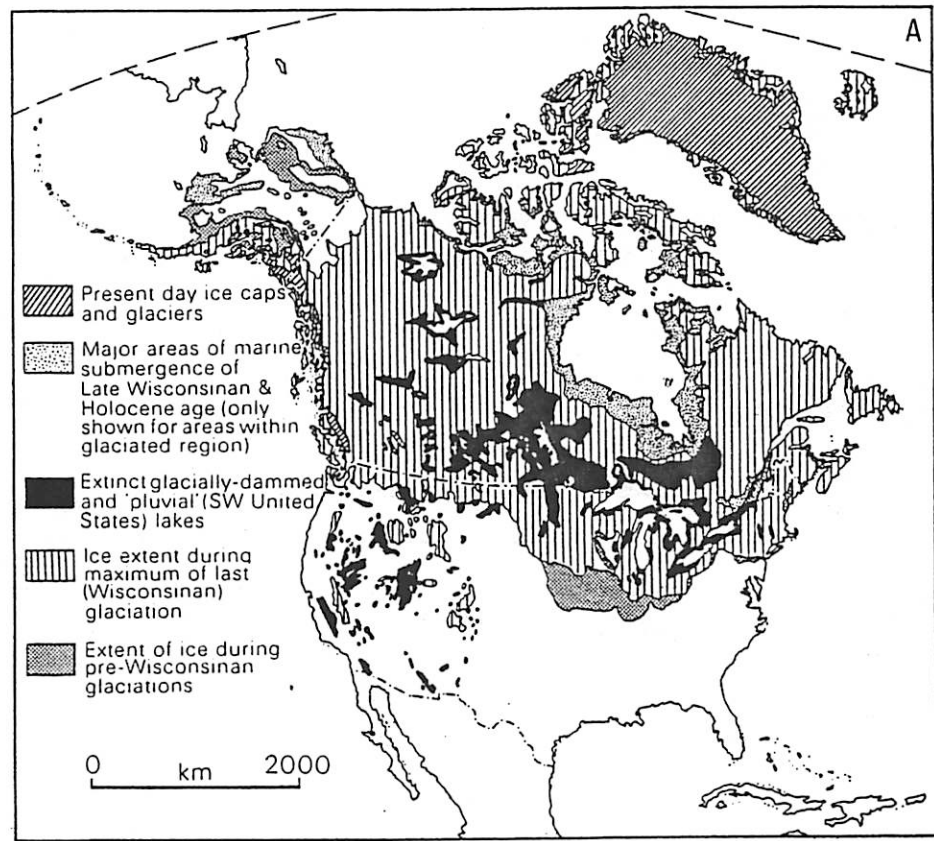 A
Present day ice caps
and glaciers
Major areas of marine
submergence of
Late Wisconsinan &
Holocene age (only
shown for areas within
glaciated region)
Extinct glacially-dammed
and 'pluvial' (SW United
States) lakes
Ice extent during
maximum of last
(Wisconsinan)
glaciation
Extent of ice during
pre-Wisconsinan
glaciations
0 km 2000